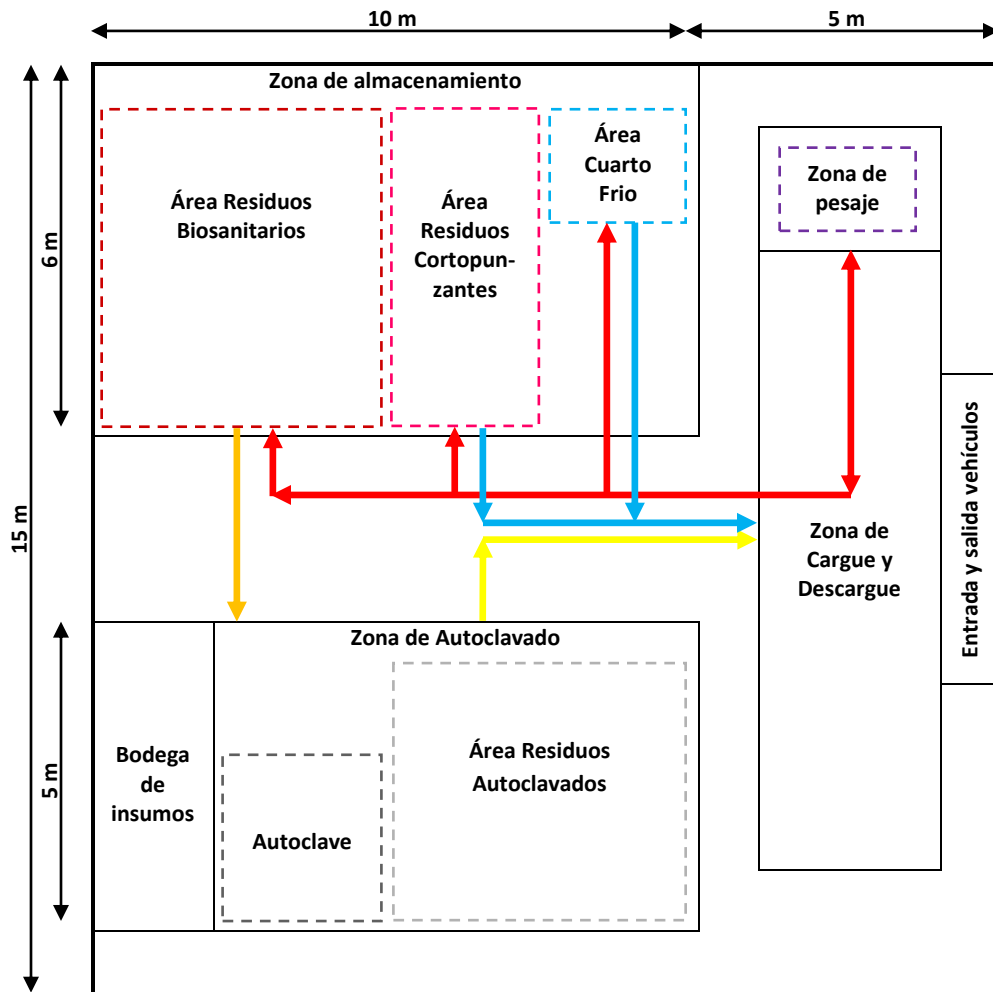 10 m
5 m
Zona de almacenamiento
Área Residuos
Biosanitarios
Área
Residuos
Cortopun-
zantes
Área
Cuarto
Frio
Zona de
pesaje
6 m
15 m
Zona de
Cargue y
Descargue
Entrada y salida vehículos
Zona de Autoclavado
5 m
Bodega
de
insumos
Autoclave
Área Residuos
Autoclavados